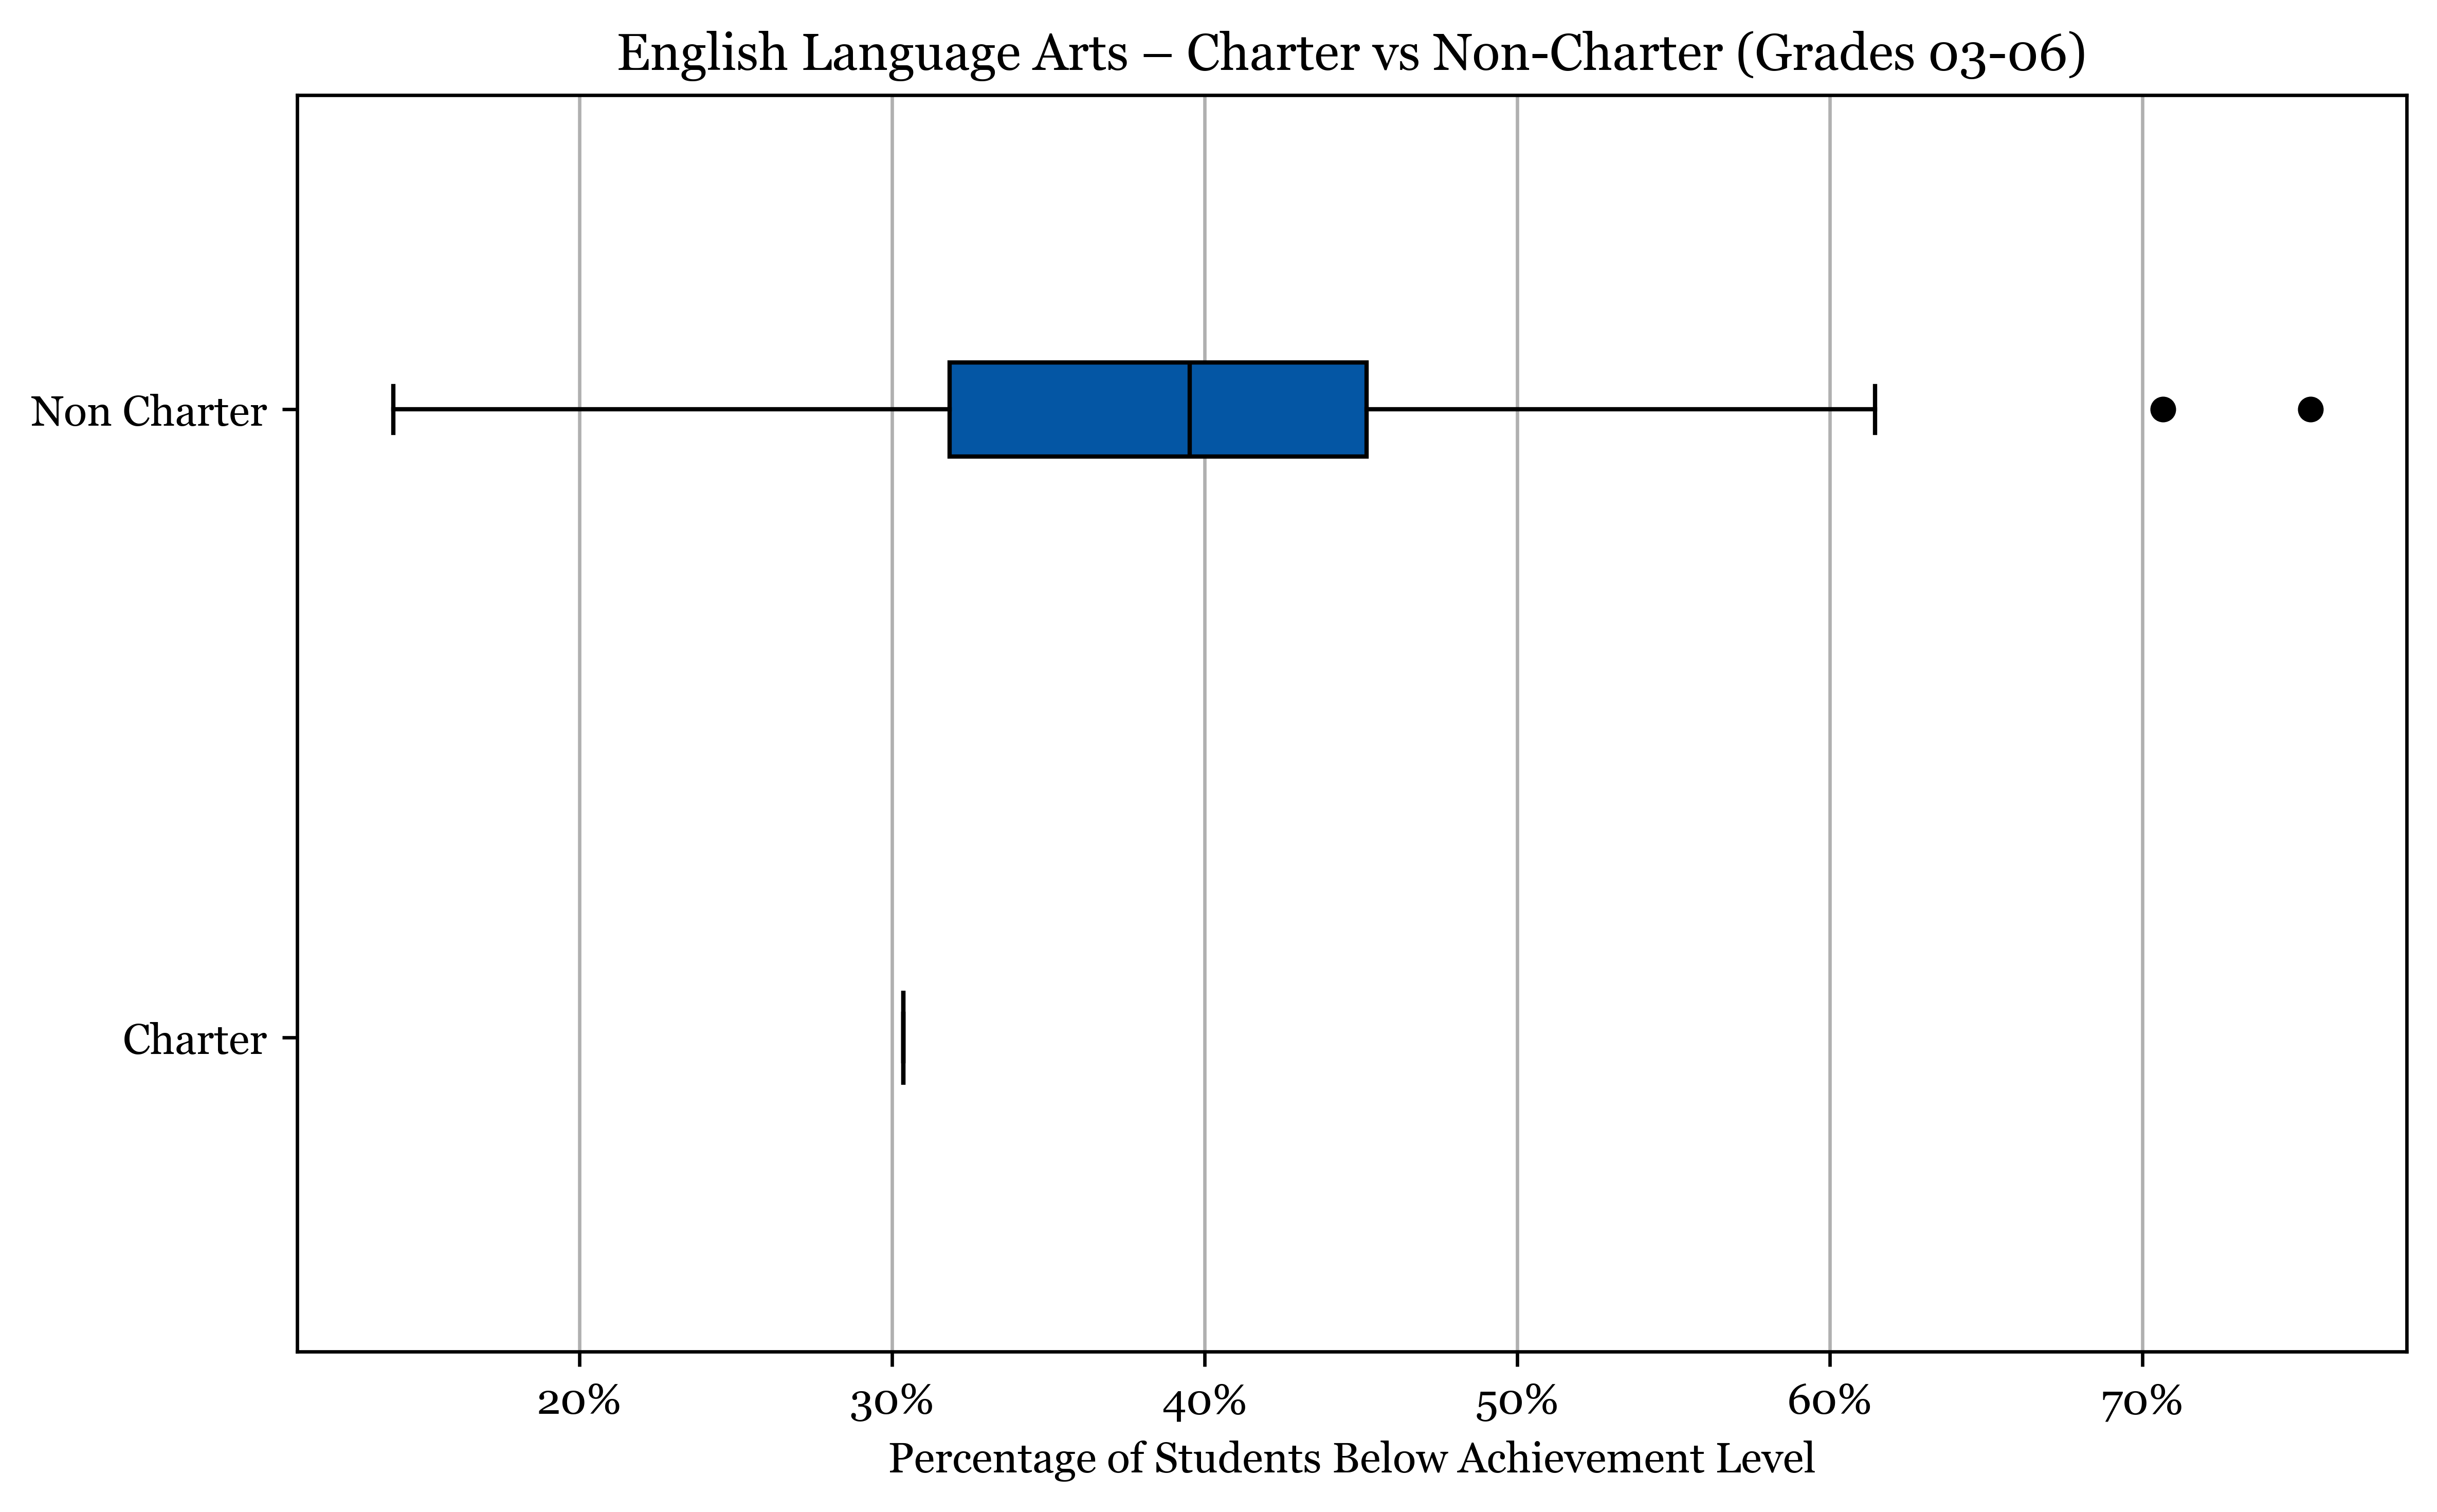 English Language Arts – Charter vs Non-Charter (Grades 03-06)
Non Charter
Charter
20% 30% 40% 50% 60% 70%
Percentage of Students Below Achievement Level